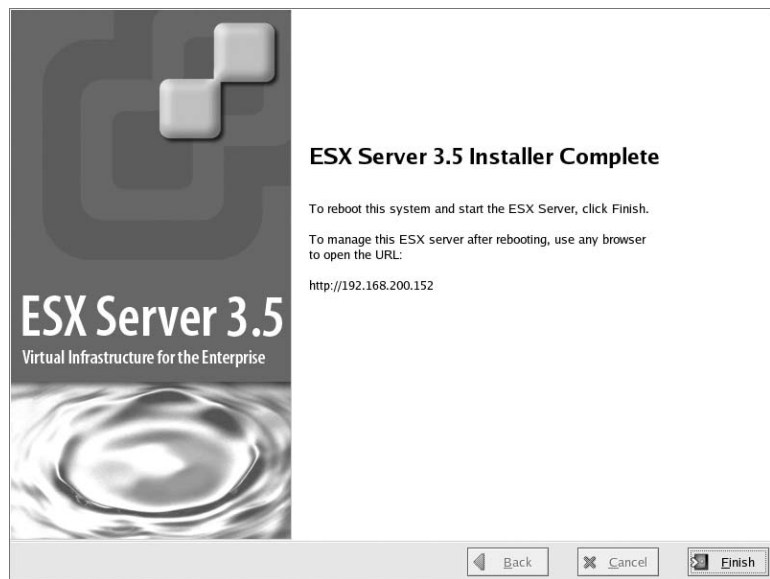 ESX Server 3.5
Virtual Infrastructure for the Enterprise
ESX Server 3.5 Installer Complete
To reboot this system and start the ESX Server, click Finish.
To manage this ESX server after rebooting, use any browser
to open the URL:
http://192.168.200.152
Back
Cancel
Finish